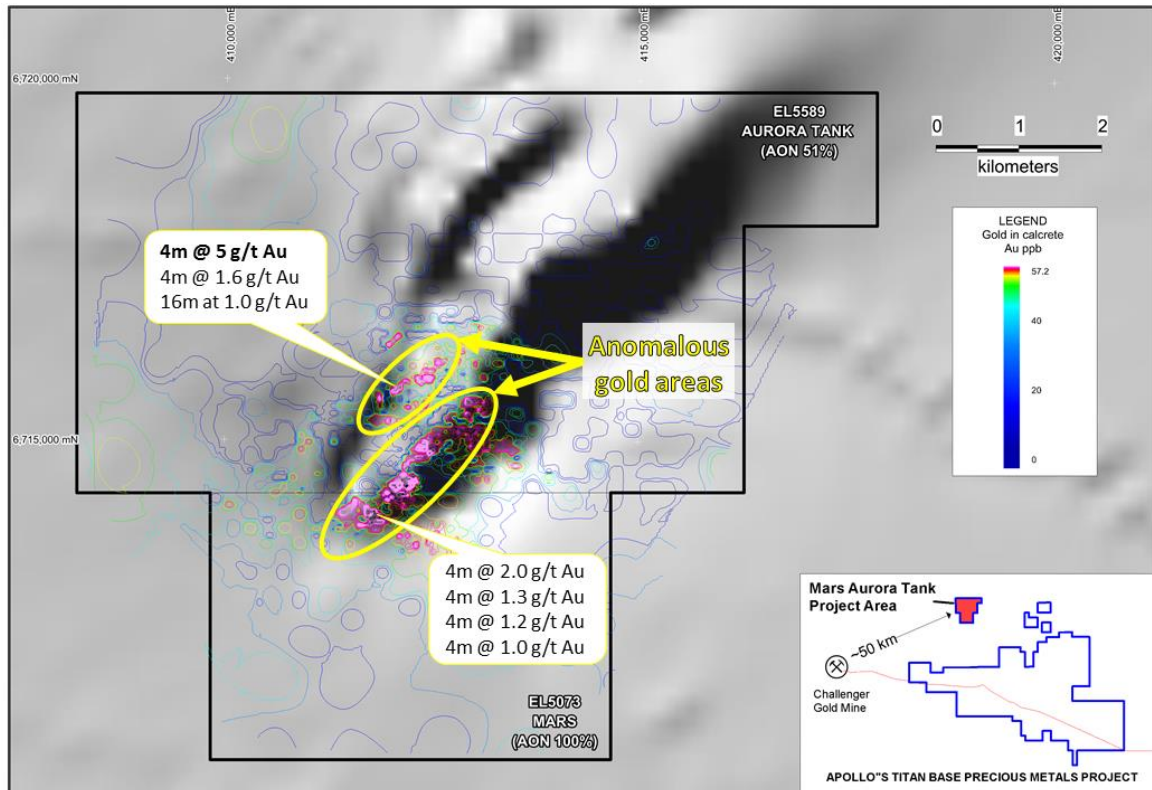 410,000 mE
415,000 mE
420,000 mE
6,720,000 mN
EL5589
AURORA TANK
(AON 51%)
0 1 2
kilometers
LEGEND
Gold in calcrete
Au ppb
57.2
40
20
0
4m @ 5 g/t Au
4m @ 1.6 g/t Au
16m at 1.0 g/t Au
Anomalous
gold areas
6,715,000 mN
4m @ 2.0 g/t Au
4m @ 1.3 g/t Au
4m @ 1.2 g/t Au
4m @ 1.0 g/t Au
EL5073
MARS
(AON 100%)
Mars Aurora Tank
Project Area
~50 km
Challenger
Gold Mine
APOLLO"S TITAN BASE PRECIOUS METALS PROJECT